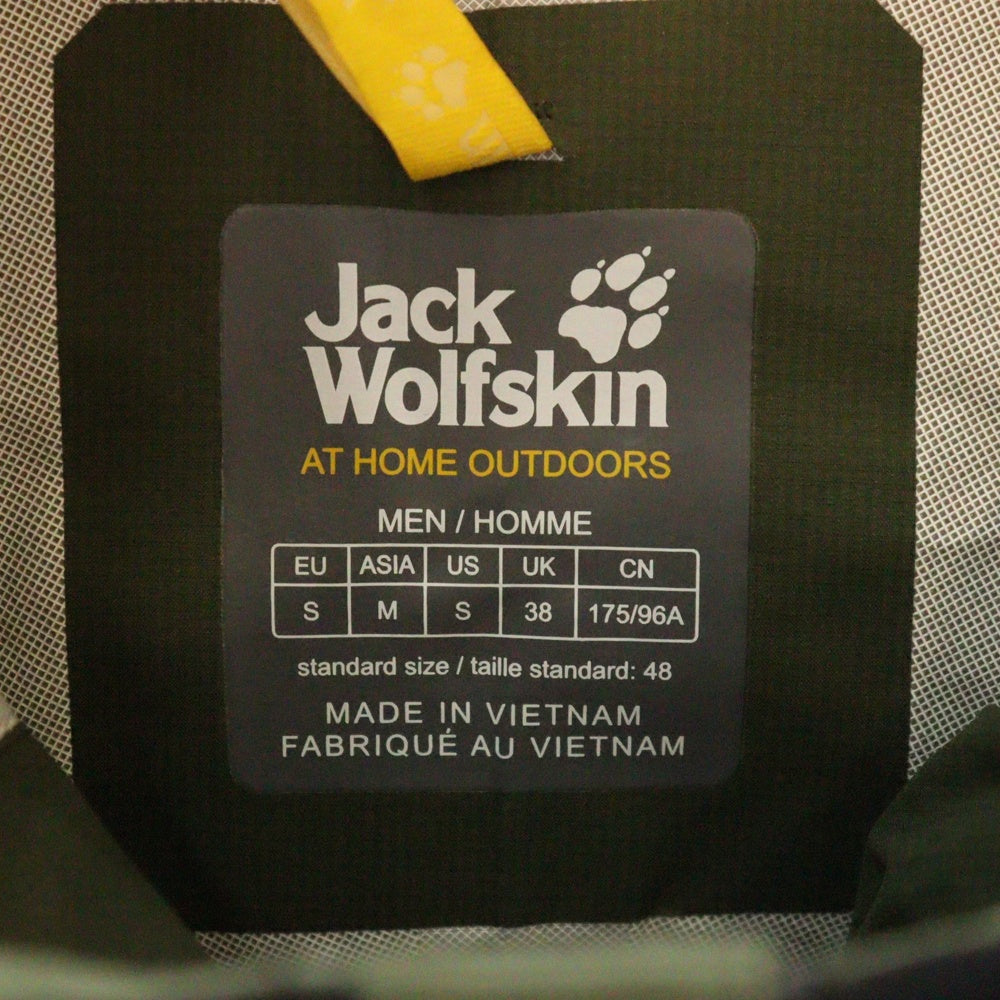 Jack
Wolfskin
AT HOME OUTDOORS
MEN / HOMME
EU ASIA US UK CN
S M S 38 175/96A
standard size / taille standard: 48
MADE IN VIETNAM
FABRIQUÉ AU VIETNAM